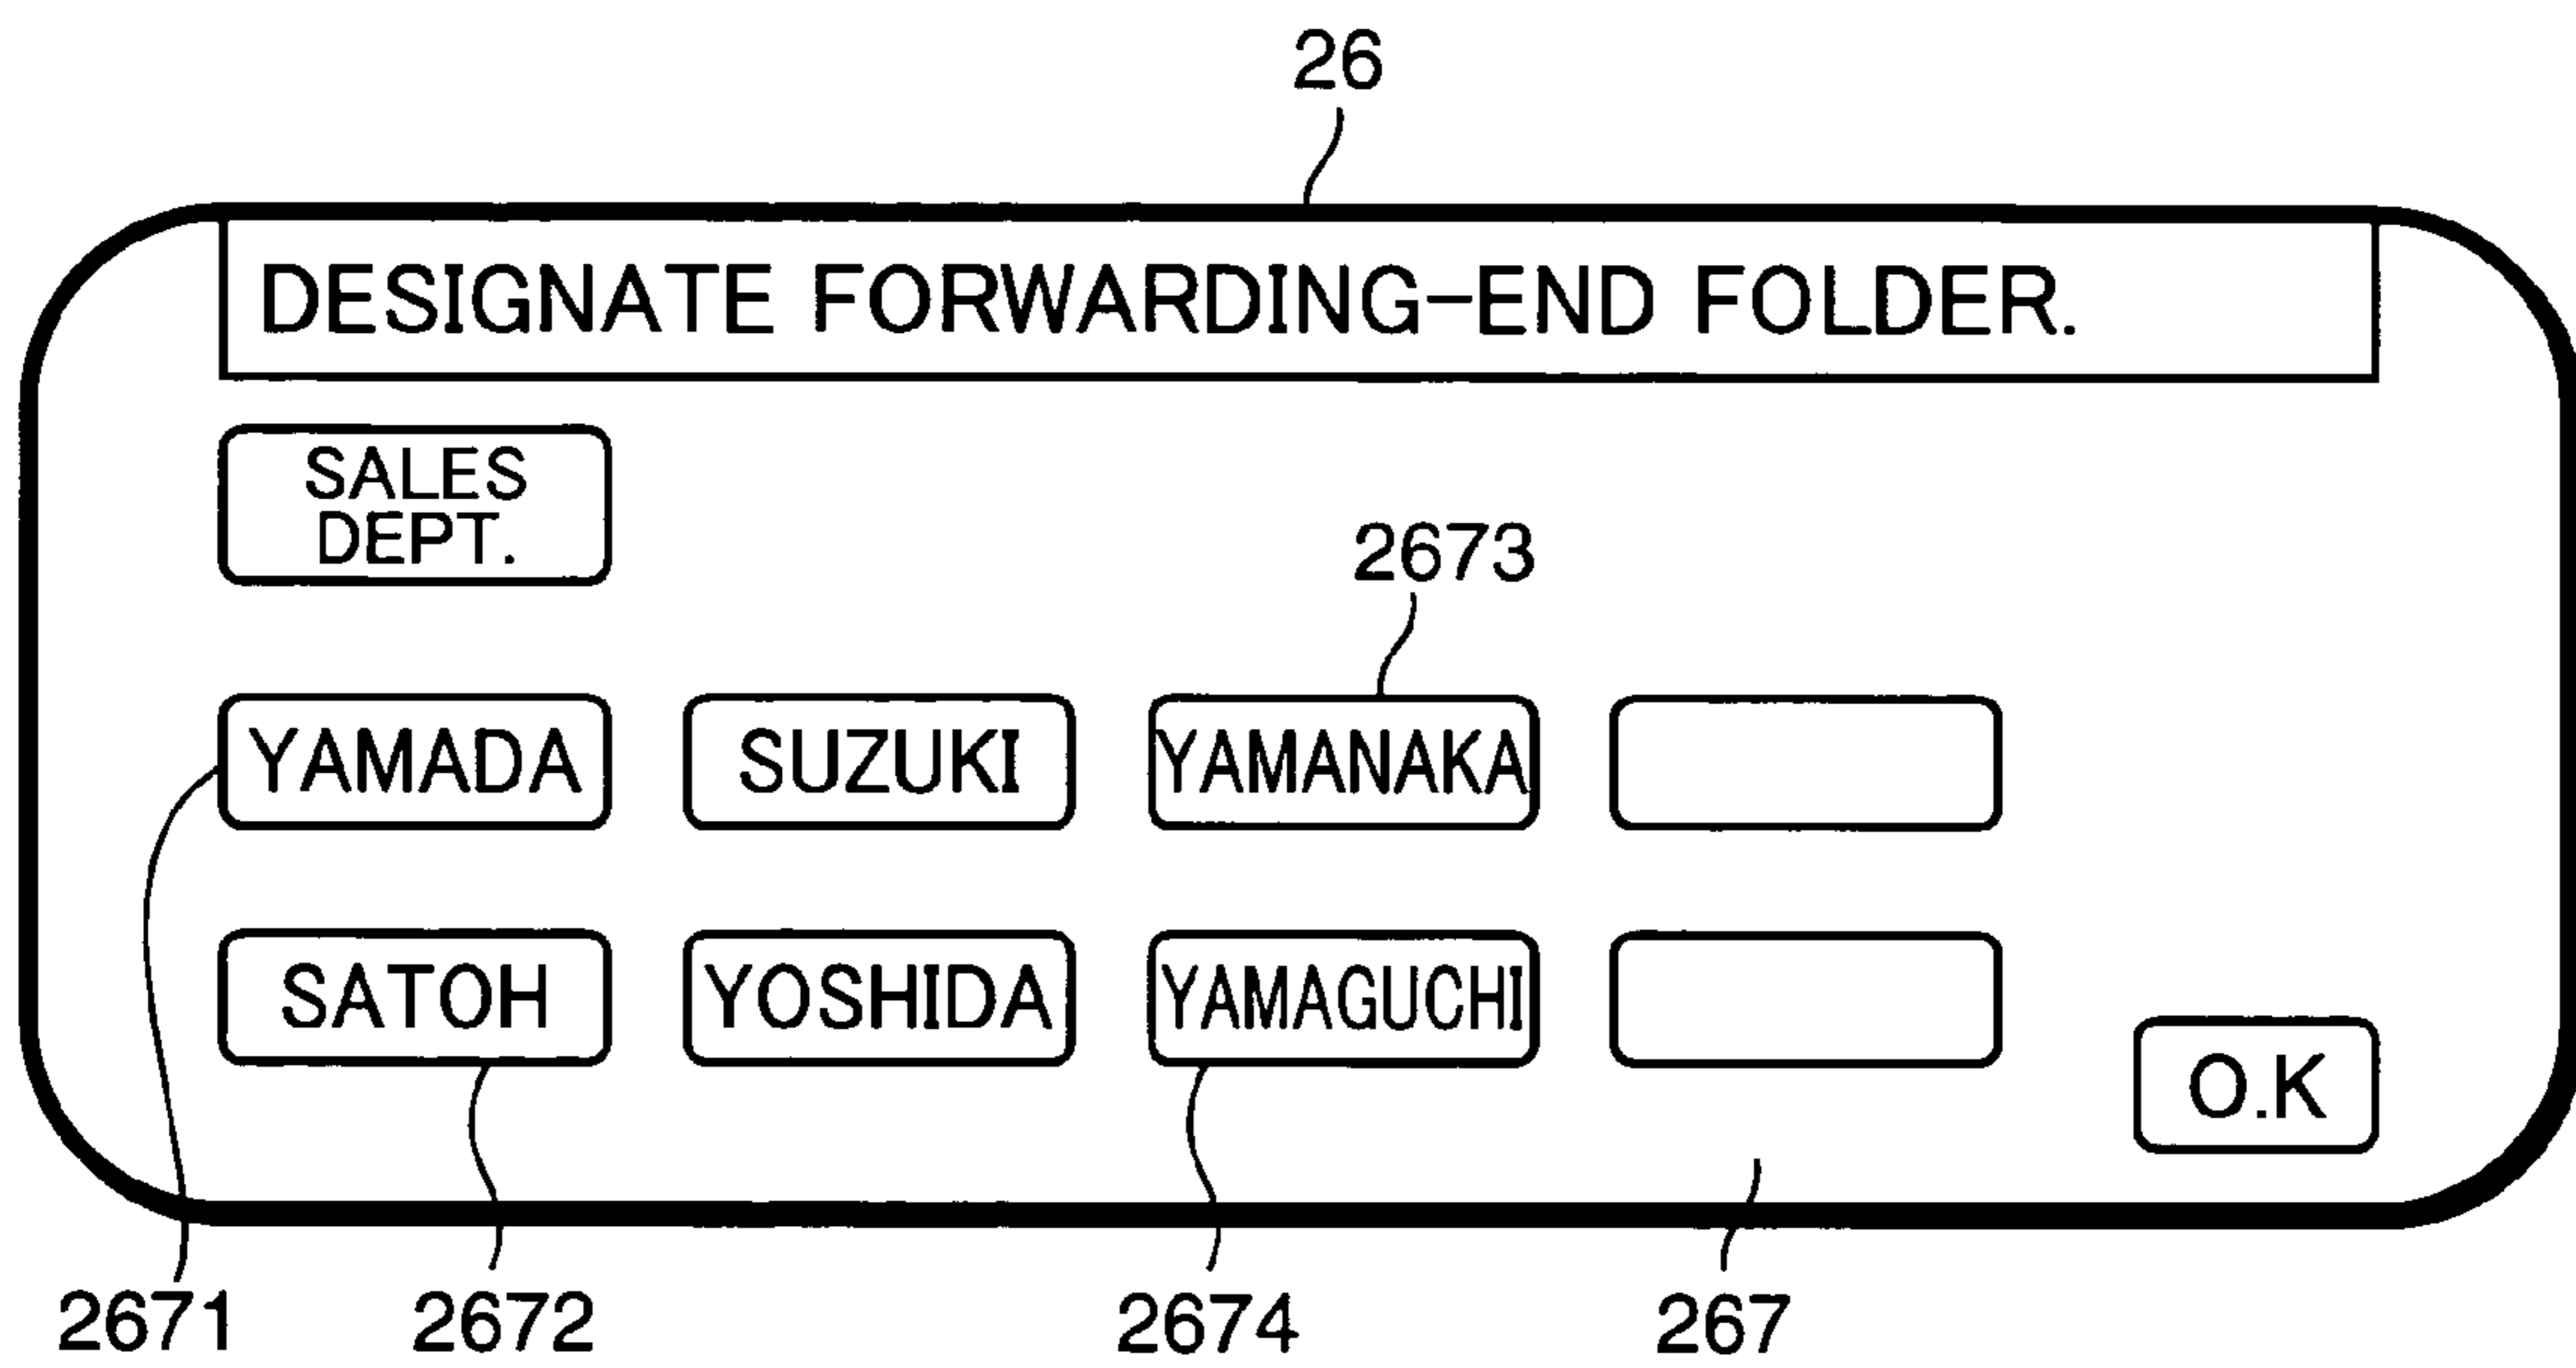 26
DESIGNATE FORWARDING-END FOLDER.
SALES
DEPT.
2673
YAMADA SUZUKI YAMANAKA
SATOH YOSHIDA YAMAGUCHI
O.K
2671 2672 2674 267